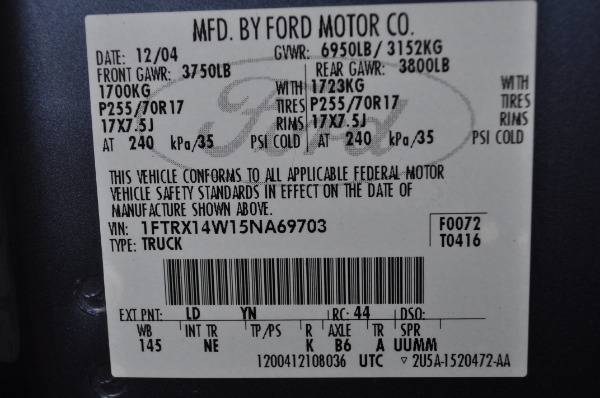 MFD. BY FORD MOTOR CO.
DATE: 12/04 GVWR: 6950LB/ 3152KG
FRONT GAWR: 3750LB REAR GAWR: 3800LB
1700KG WITH 1723KG WITH
P255/70R17 TIRES P255/70R17 TIRES
17X7.5J RIMS 17X7.5J RIMS
AT 240 kPa/35 PSI COLD AT 240 kPa/35 PSI COLD
Ford
THIS VEHICLE CONFORMS TO ALL APPLICABLE FEDERAL MOTOR
VEHICLE SAFETY STANDARDS IN EFFECT ON THE DATE OF
MANUFACTURE SHOWN ABOVE.
VIN: 1FTRX14W15NA69703 F0072
TYPE: TRUCK T0416
EXT PNT: LD YN RC: 44 DSO:
WB INT TR TP/PS R AXLE TR SPR
145 NE K B6 A UUMM
1200412108036 UTC ▽ 2U5A-1520472-AA